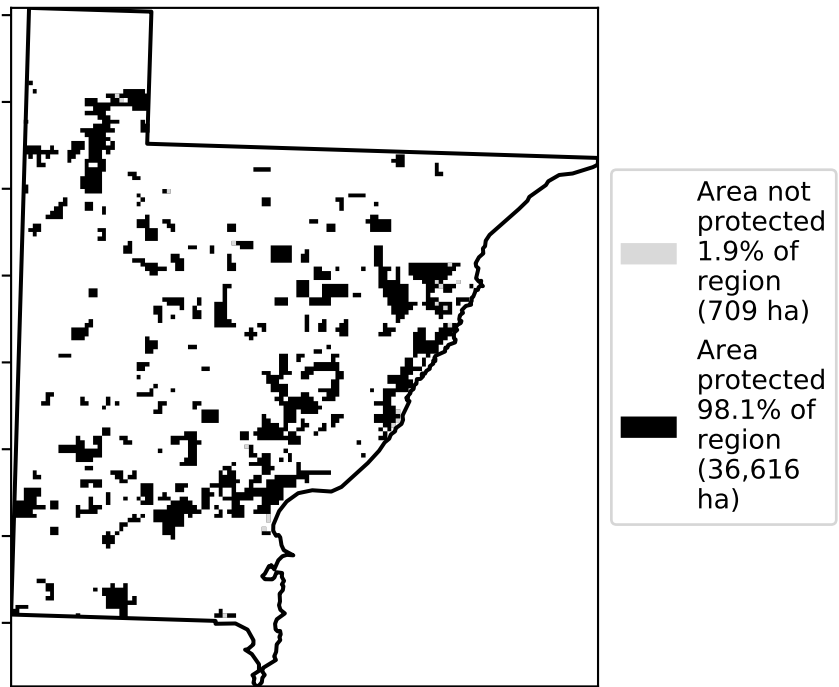 Area not
protected
1.9% of
region
(709 ha)
Area
protected
98.1% of
region
(36,616
ha)